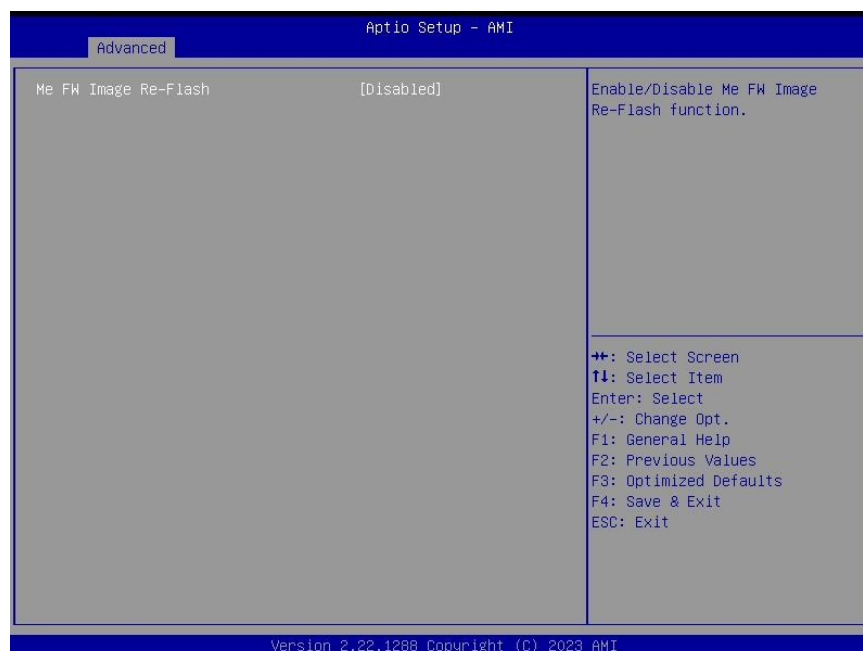 Aptio Setup - AMI
Advanced
Me FW Image Re-Flash [Disabled]
Enable/Disable Me FW Image
Re-Flash function.
→←: Select Screen
↑↓: Select Item
Enter: Select
+/-: Change Opt.
F1: General Help
F2: Previous Values
F3: Optimized Defaults
F4: Save & Exit
ESC: Exit
Version 2.22.1288 Copyright (C) 2023 AMI